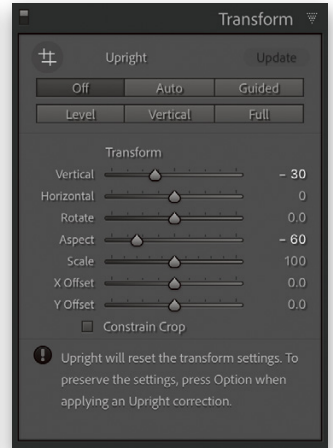 Transform
Upright Update
Off Auto Guided
Level Vertical Full
Transform
Vertical – 30
Horizontal 0
Rotate 0.0
Aspect – 60
Scale 100
X Offset 0.0
Y Offset 0.0
Constrain Crop
Upright will reset the transform settings. To
preserve the settings, press Option when
applying an Upright correction.